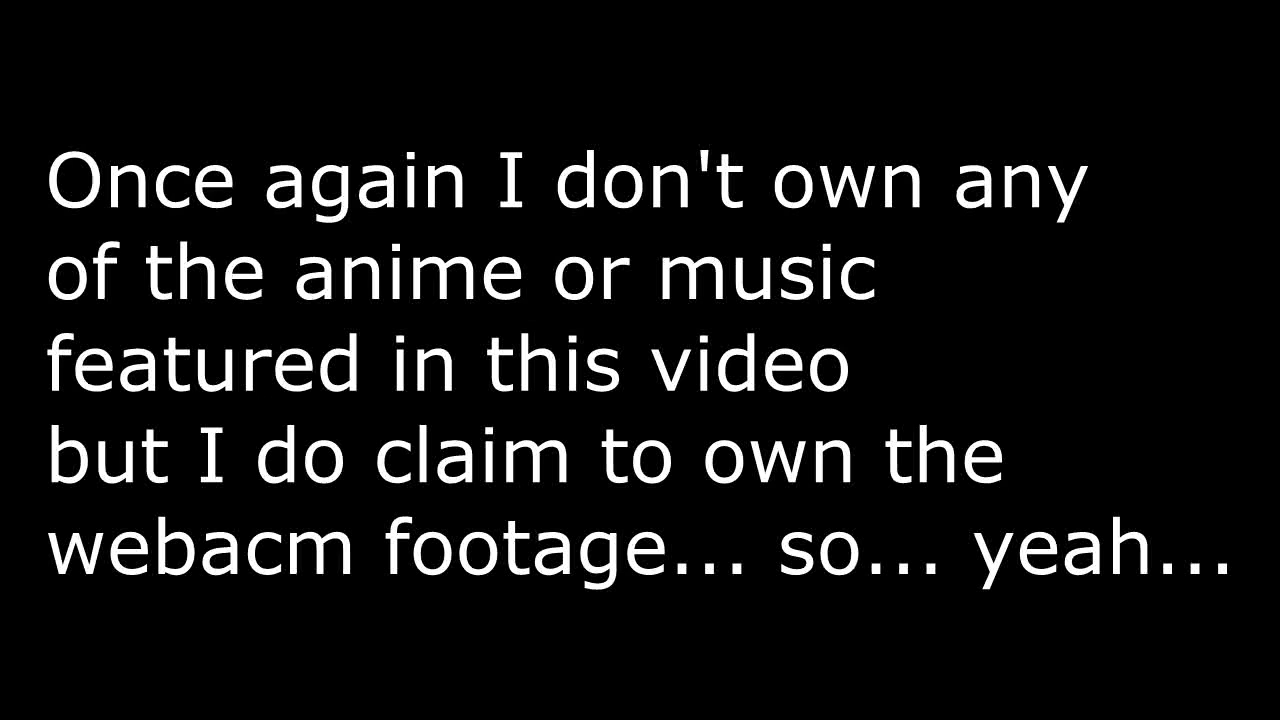 Once again I don't own any
of the anime or music
featured in this video
but I do claim to own the
webacm footage... so... yeah...